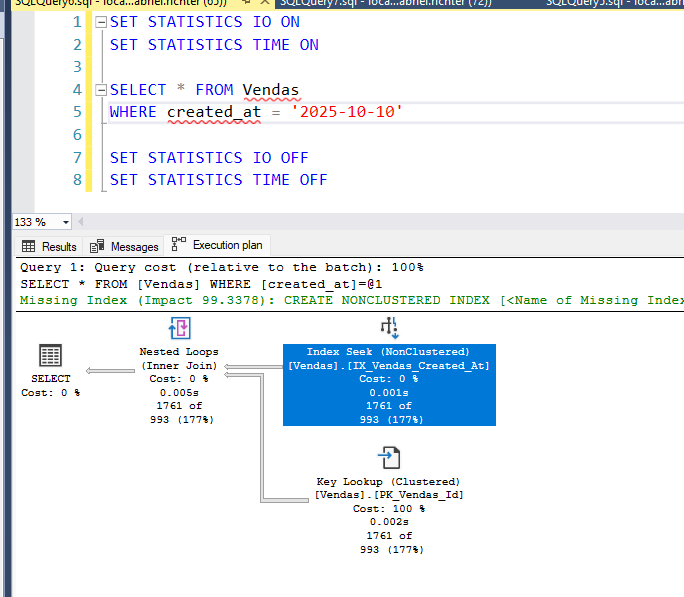 SQLQuery6.sql - loca...abriel.richter (65))
SQLQuery7.sql - loca...abriel.richter (72))
SQLQuery5.sql - loca...ab
1 SET STATISTICS IO ON
2 SET STATISTICS TIME ON
3
4 SELECT * FROM Vendas
5 WHERE created_at = '2025-10-10'
6
7 SET STATISTICS IO OFF
8 SET STATISTICS TIME OFF
133 %
Results Messages Execution plan
Query 1: Query cost (relative to the batch): 100%
SELECT * FROM [Vendas] WHERE [created_at]=@1
Missing Index (Impact 99.3378): CREATE NONCLUSTERED INDEX [<Name of Missing Index
SELECT
Cost: 0 %
Nested Loops
(Inner Join)
Cost: 0 %
0.005s
1761 of
993 (177%)
Index Seek (NonClustered)
[Vendas].[IX_Vendas_Created_At]
Cost: 0 %
0.001s
1761 of
993 (177%)
Key Lookup (Clustered)
[Vendas].[PK_Vendas_Id]
Cost: 100 %
0.002s
1761 of
993 (177%)